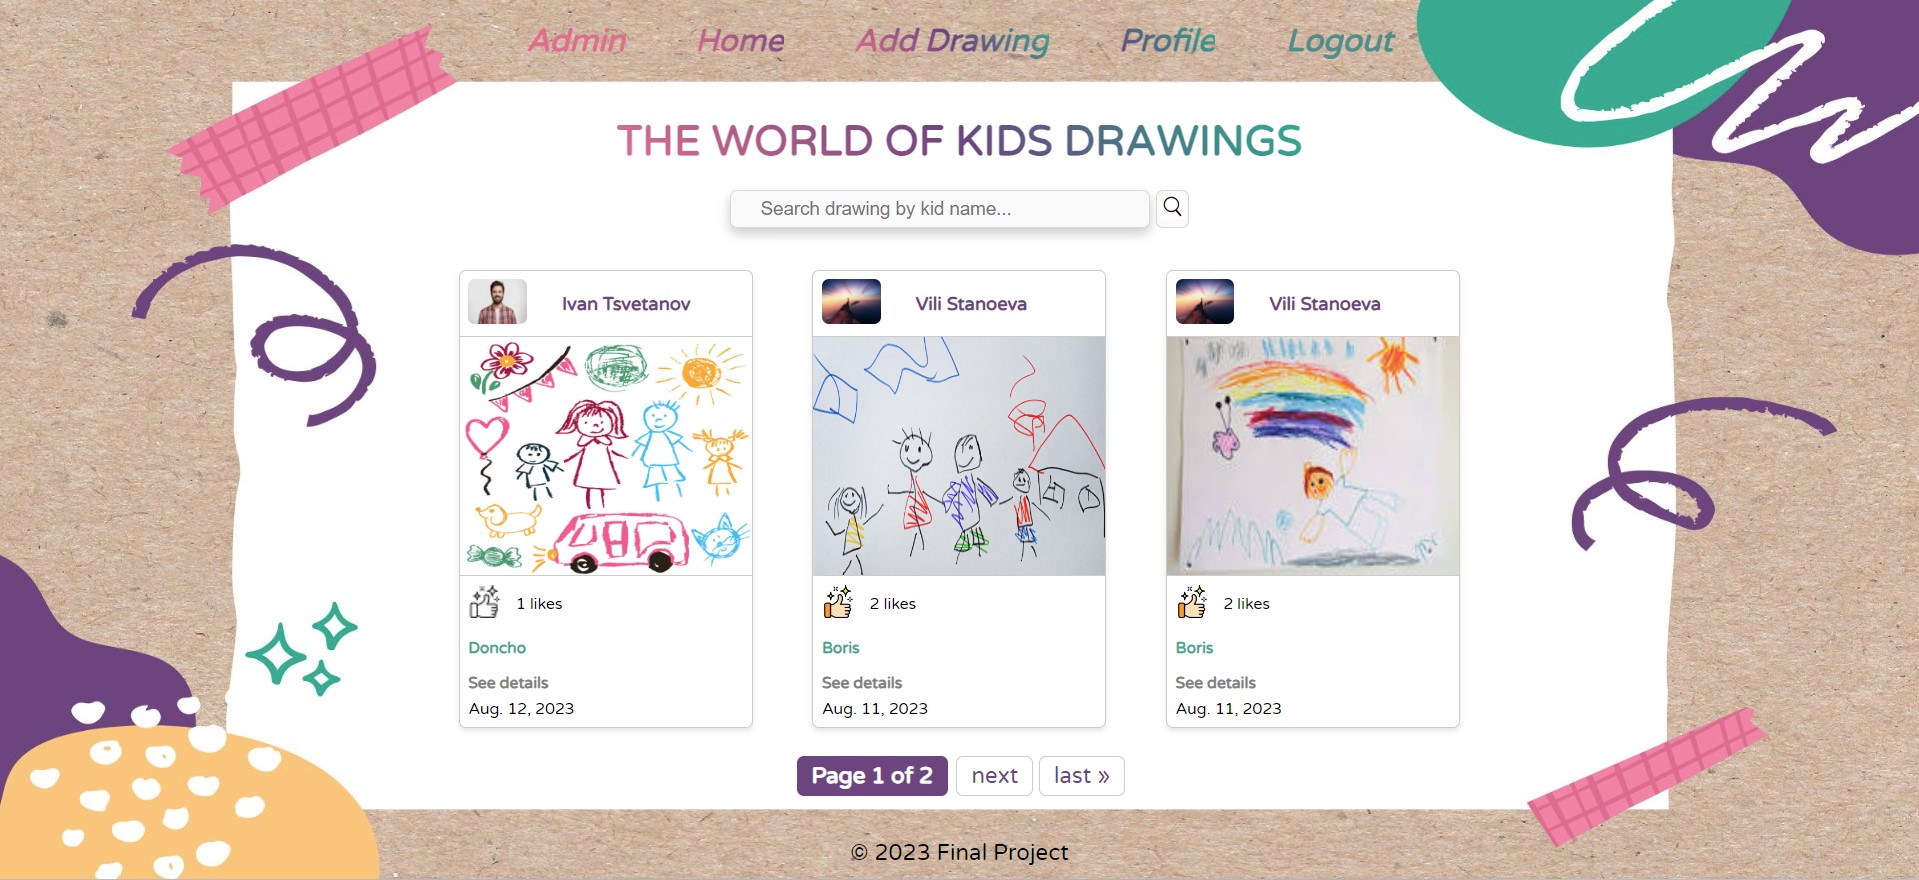 Admin Home Add Drawing Profile Logout
THE WORLD OF KIDS DRAWINGS
Search drawing by kid name...
Ivan Tsvetanov
1 likes
Doncho
See details
Aug. 12, 2023
Vili Stanoeva
2 likes
Boris
See details
Aug. 11, 2023
Vili Stanoeva
2 likes
Boris
See details
Aug. 11, 2023
Page 1 of 2 next last »
© 2023 Final Project